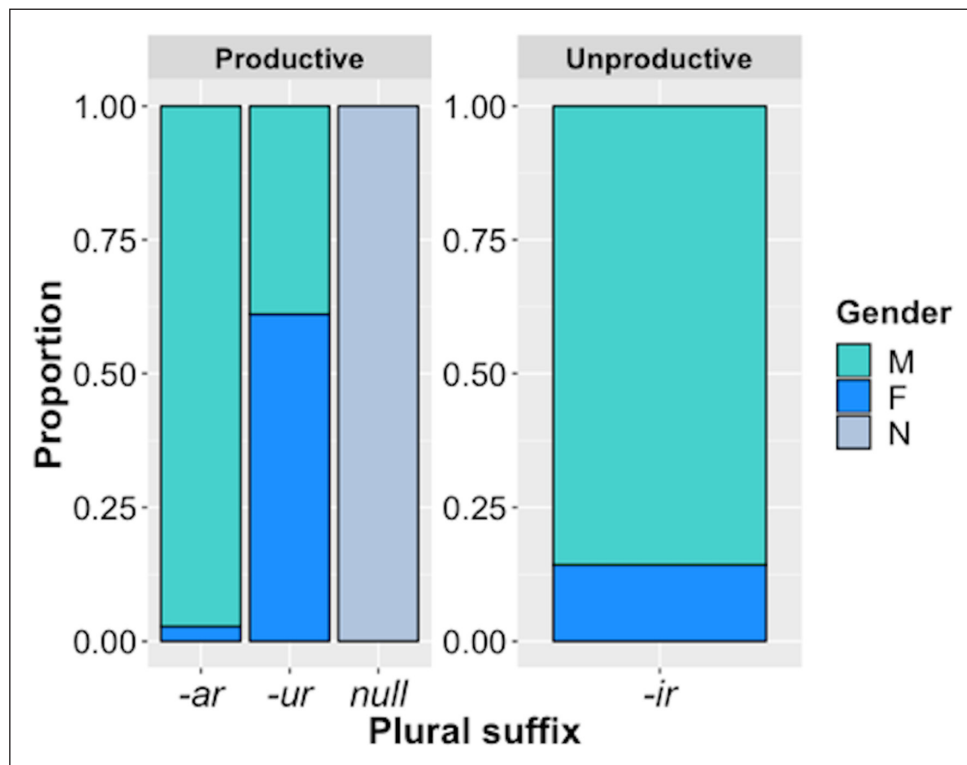 Productive
Unproductive
1.00
0.75
0.50
0.25
0.00
1.00
0.75
0.50
0.25
0.00
Proportion
-ar
-ur
null
-ir
Plural suffix
Gender
M
F
N